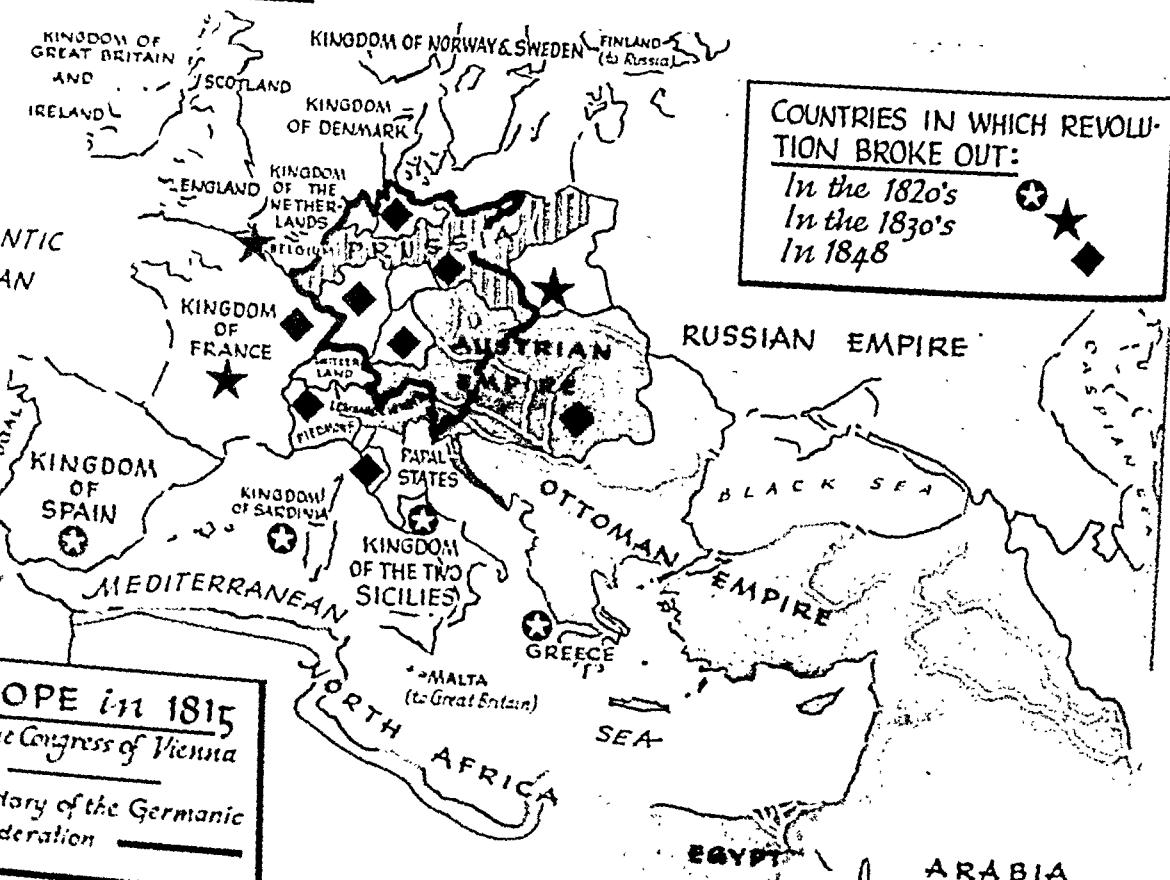 KINGDOM OF
GREAT BRITAIN
AND
IRELAND
SCOTLAND
ENGLAND
KINGDOM OF NORWAY & SWEDEN
FINLAND
(to Russia)
KINGDOM
OF DENMARK
KINGDOM
OF THE
NETHER-
LANDS
BELGIUM
PRUSSIA
COUNTRIES IN WHICH REVOLU-
TION BROKE OUT:
In the 1820's
In the 1830's
In 1848
NTIC
AN
KINGDOM
OF
FRANCE
SWITZER
LAND
AUSTRIAN
EMPIRE
RUSSIAN EMPIRE
CASPIAN
PIEDMONT
PAPAL
STATES
KINGDOM
OF
SPAIN
KINGDOM
OF SARDINIA
KINGDOM
OF THE TWO
SICILIES
OTTOMAN
EMPIRE
BLACK SEA
MEDITERRANEAN
SEA
GREECE
MALTA
(to Great Britain)
NORTH AFRICA
EGYPT
ARABIA
OPE in 1815
Congress of Vienna
dary of the Germanic
deration